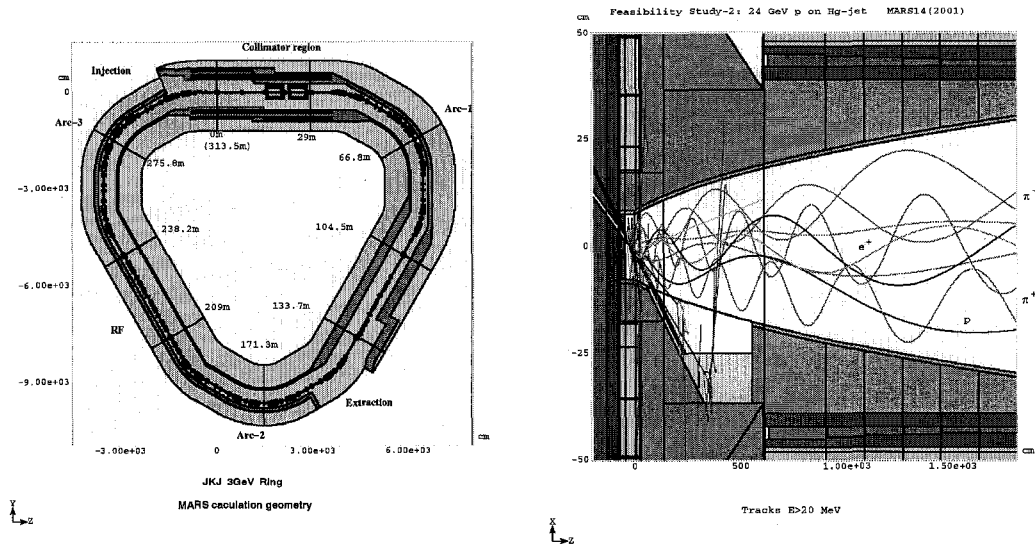 Collimator region
cm
Injection
0
Arc-1
Arc-3
0m
29m
(313.5m)
66.8m
275.8m
-3.00e+03
104.5m
238.2m
-6.00e+03
133.7m
209m
RF
171.3m
-9.00e+03
Extraction
Arc-2
cm
-3.00e+03
0
3.00e+03
6.00e+03
JKJ 3GeV Ring
MARS caculation geometry
Y
Z
cm
Feasibility Study-2: 24 GeV p on Hg-jet MARS14(2001)
50
25
π⁻
e⁺
0
π⁺
p
-25
-50
0
500
1.00e+03
1.50e+03
cm
Tracks E>20 MeV
X
Z